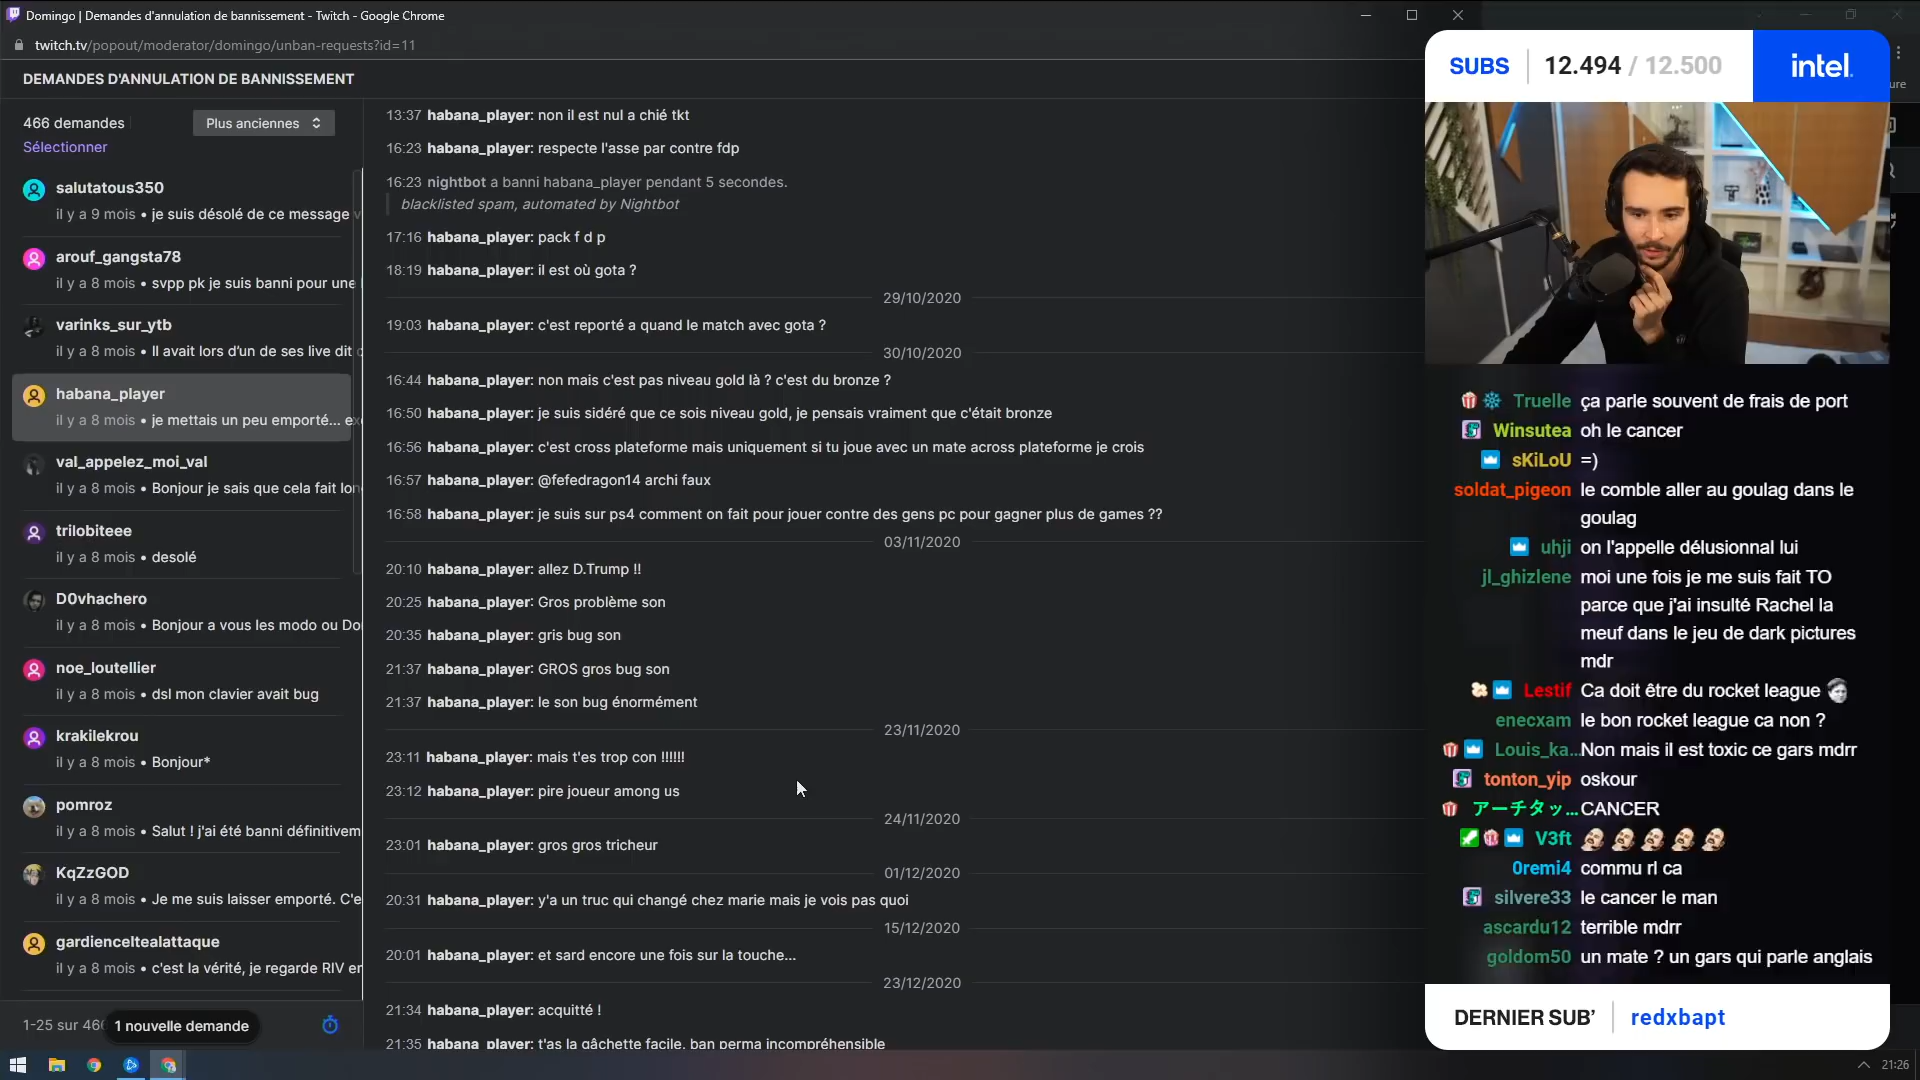 Domingo | Demandes d'annulation de bannissement - Twitch - Google Chrome
twitch.tv/popout/moderator/domingo/unban-requests?id=11
DEMANDES D'ANNULATION DE BANNISSEMENT
466 demandes
Plus anciennes
Sélectionner
salutatous350
il y a 9 mois • je suis désolé de ce message v
arouf_gangsta78
il y a 8 mois • svpp pk je suis banni pour une
varinks_sur_ytb
il y a 8 mois • Il avait lors d'un de ses live dit c
habana_player
il y a 8 mois • je mettais un peu emporté... ex
val_appelez_moi_val
il y a 8 mois • Bonjour je sais que cela fait lon
trilobiteee
il y a 8 mois • desolé
D0vhachero
il y a 8 mois • Bonjour a vous les modo ou Do
noe_loutellier
il y a 8 mois • dsl mon clavier avait bug
krakilekrou
il y a 8 mois • Bonjour*
pomroz
il y a 8 mois • Salut ! j'ai été banni définitivem
KqZzGOD
il y a 8 mois • Je me suis laisser emporté. C'e
gardienceltealattaque
il y a 8 mois • c'est la vérité, je regarde RIV en
1-25 sur 466
1 nouvelle demande
13:37 habana_player: non il est nul a chié tkt
16:23 habana_player: respecte l'asse par contre fdp
16:23 nightbot a banni habana_player pendant 5 secondes.
blacklisted spam, automated by Nightbot
17:16 habana_player: pack f d p
18:19 habana_player: il est où gota ?
29/10/2020
19:03 habana_player: c'est reporté a quand le match avec gota ?
30/10/2020
16:44 habana_player: non mais c'est pas niveau gold là ? c'est du bronze ?
16:50 habana_player: je suis sidéré que ce sois niveau gold, je pensais vraiment que c'était bronze
16:56 habana_player: c'est cross plateforme mais uniquement si tu joue avec un mate across plateforme je crois
16:57 habana_player: @fefedragon14 archi faux
16:58 habana_player: je suis sur ps4 comment on fait pour jouer contre des gens pc pour gagner plus de games ??
03/11/2020
20:10 habana_player: allez D.Trump !!
20:25 habana_player: Gros problème son
20:35 habana_player: gris bug son
21:37 habana_player: GROS gros bug son
21:37 habana_player: le son bug énormément
23/11/2020
23:11 habana_player: mais t'es trop con !!!!!!
23:12 habana_player: pire joueur among us
24/11/2020
23:01 habana_player: gros gros tricheur
01/12/2020
20:31 habana_player: y'a un truc qui changé chez marie mais je vois pas quoi
15/12/2020
20:01 habana_player: et sard encore une fois sur la touche...
23/12/2020
21:34 habana_player: acquitté !
21:35 habana_player: t'as la gâchette facile, ban perma incompréhensible
SUBS 12.494 / 12.500
intel.
ure
Truelle ça parle souvent de frais de port
Winsutea oh le cancer
sKiLoU =)
soldat_pigeon le comble aller au goulag dans le
goulag
uhji on l'appelle délusionnal lui
jl_ghizlene moi une fois je me suis fait TO
parce que j'ai insulté Rachel la
meuf dans le jeu de dark pictures
mdr
Lestif Ca doit être du rocket league
enecxam le bon rocket league ca non ?
Louis_ka... Non mais il est toxic ce gars mdrr
tonton_yip oskour
アーチタッ... CANCER
V3ft
0remi4 commu rl ca
silvere33 le cancer le man
ascardu12 terrible mdrr
goldom50 un mate ? un gars qui parle anglais
DERNIER SUB' redxbapt
21:26